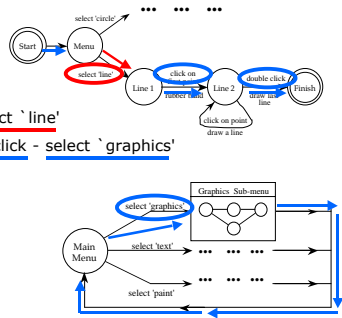 select 'circle'
... ... ...
Start
Menu
select 'line'
Line 1
click on
first point
rubber band
Line 2
double click
draw last
line
Finish
click on point
draw a line
ct `line'
click - select `graphics'
Graphics Sub-menu
select 'graphics'
Main
Menu
select 'text'
... ... ...
select 'paint'
... ... ...